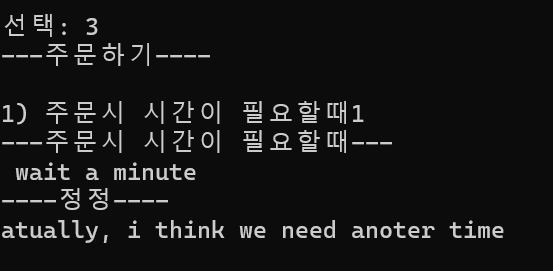 선택: 3
---주문하기----
1) 주문시 시간이 필요할때1
---주문시 시간이 필요할때---
wait a minute
----정정----
atually, i think we need anoter time